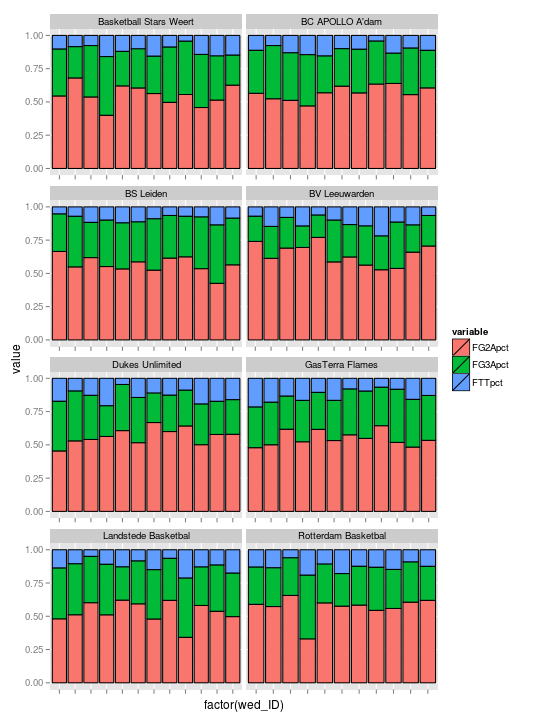 Basketball Stars Weert
BC APOLLO A'dam
1.00
0.75
0.50
0.25
0.00
BS Leiden
BV Leeuwarden
1.00
0.75
0.50
0.25
0.00
Dukes Unlimited
GasTerra Flames
1.00
0.75
0.50
0.25
0.00
Landstede Basketbal
Rotterdam Basketbal
1.00
0.75
0.50
0.25
0.00
value
factor(wed_ID)
variable
FG2Apct
FG3Apct
FTTpct